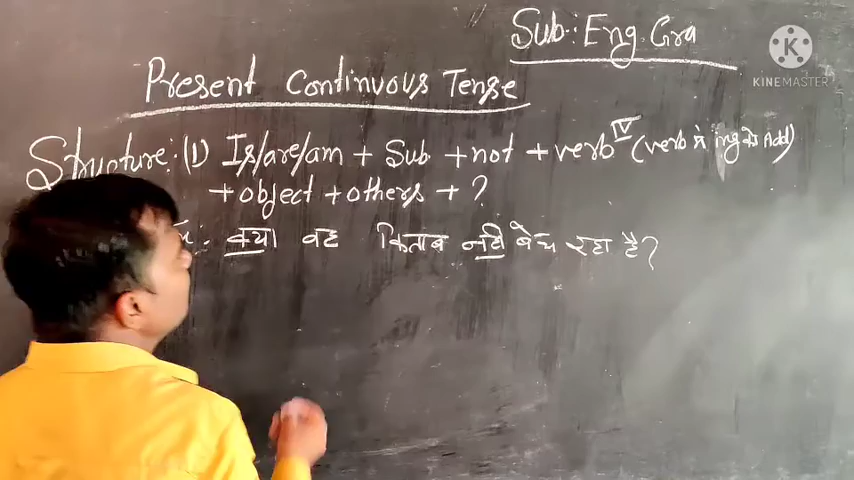 Sub: Eng. Gra
K
KINEMASTER
Present Continuous Tense
Structure: (1) Is/are/am + Sub + not + verb IV (verb में ing को Add)
+ object + others + ?
क्या वह किताब नही बेच रहा है?